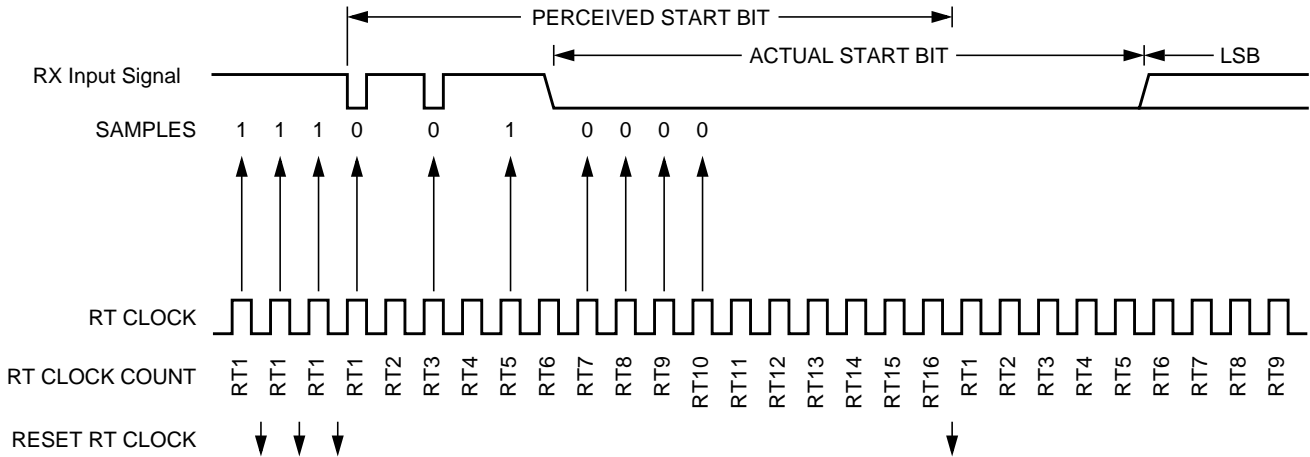 PERCEIVED START BIT
ACTUAL START BIT
LSB
RX Input Signal
SAMPLES 1 1 1 0 0 1 0 0 0 0
RT CLOCK
RT CLOCK COUNT RT1 RT1 RT1 RT1 RT2 RT3 RT4 RT5 RT6 RT7 RT8 RT9 RT10 RT11 RT12 RT13 RT14 RT15 RT16 RT1 RT2 RT3 RT4 RT5 RT6 RT7 RT8 RT9
RESET RT CLOCK